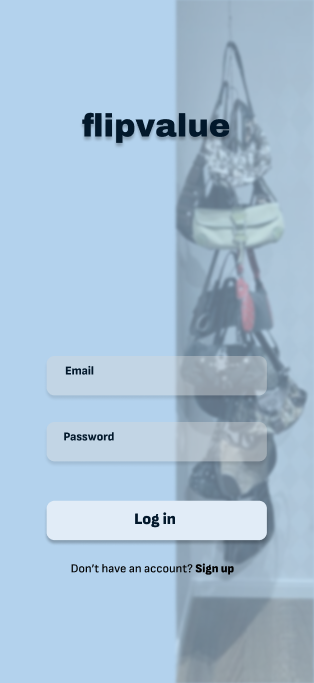 flipvalue
Email
Password
Log in
Don't have an account? Sign up